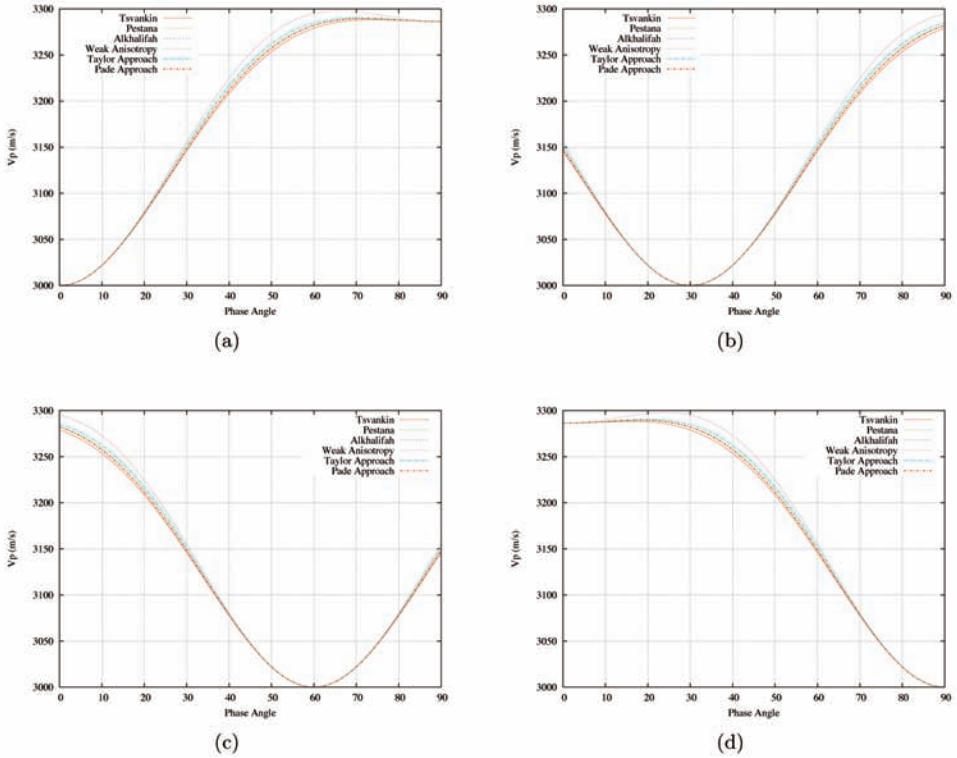 3300
3250
3200
3150
3100
3050
3000
Vp (m/s)
Tsvankin
Pestana
Alkhalifah
Weak Anisotropy
Taylor Approach
Pade Approach
0 10 20 30 40 50 60 70 80 90
Phase Angle
(a)
3300
3250
3200
3150
3100
3050
3000
Vp (m/s)
Tsvankin
Pestana
Alkhalifah
Weak Anisotropy
Taylor Approach
Pade Approach
0 10 20 30 40 50 60 70 80 90
Phase Angle
(b)
3300
3250
3200
3150
3100
3050
3000
Vp (m/s)
Tsvankin
Pestana
Alkhalifah
Weak Anisotropy
Taylor Approach
Pade Approach
0 10 20 30 40 50 60 70 80 90
Phase Angle
(c)
3300
3250
3200
3150
3100
3050
3000
Vp (m/s)
Tsvankin
Pestana
Alkhalifah
Weak Anisotropy
Taylor Approach
Pade Approach
0 10 20 30 40 50 60 70 80 90
Phase Angle
(d)